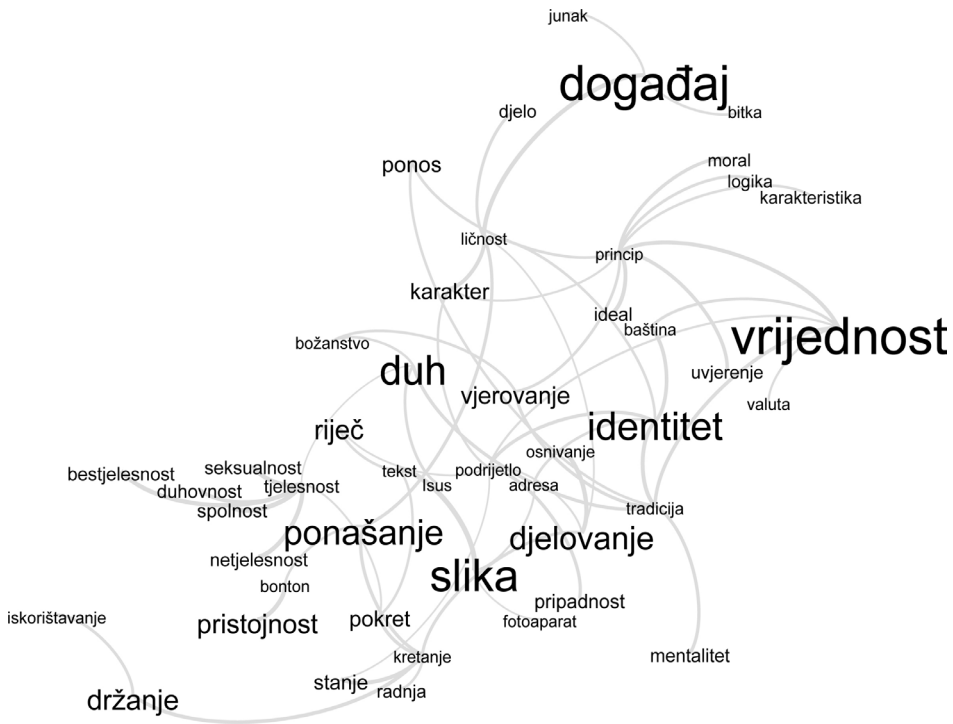 junak
događaj
djelo
bitka
ponos
moral
logika
karakteristika
ličnost
princip
karakter
ideal
baština
vrijednost
božanstvo
duh
uvjerenje
vjerovanje
valuta
riječ
identitet
osnivanje
bestjelesnost
seksualnost
tekst
podrijetlo
duhovnost
tjelesnost
Isus
adresa
spolnost
tradicija
ponašanje
djelovanje
netjelesnost
slika
bonton
pripadnost
iskorištavanje
pristojnost
pokret
fotoaparat
kretanje
mentalitet
stanje
radnja
držanje